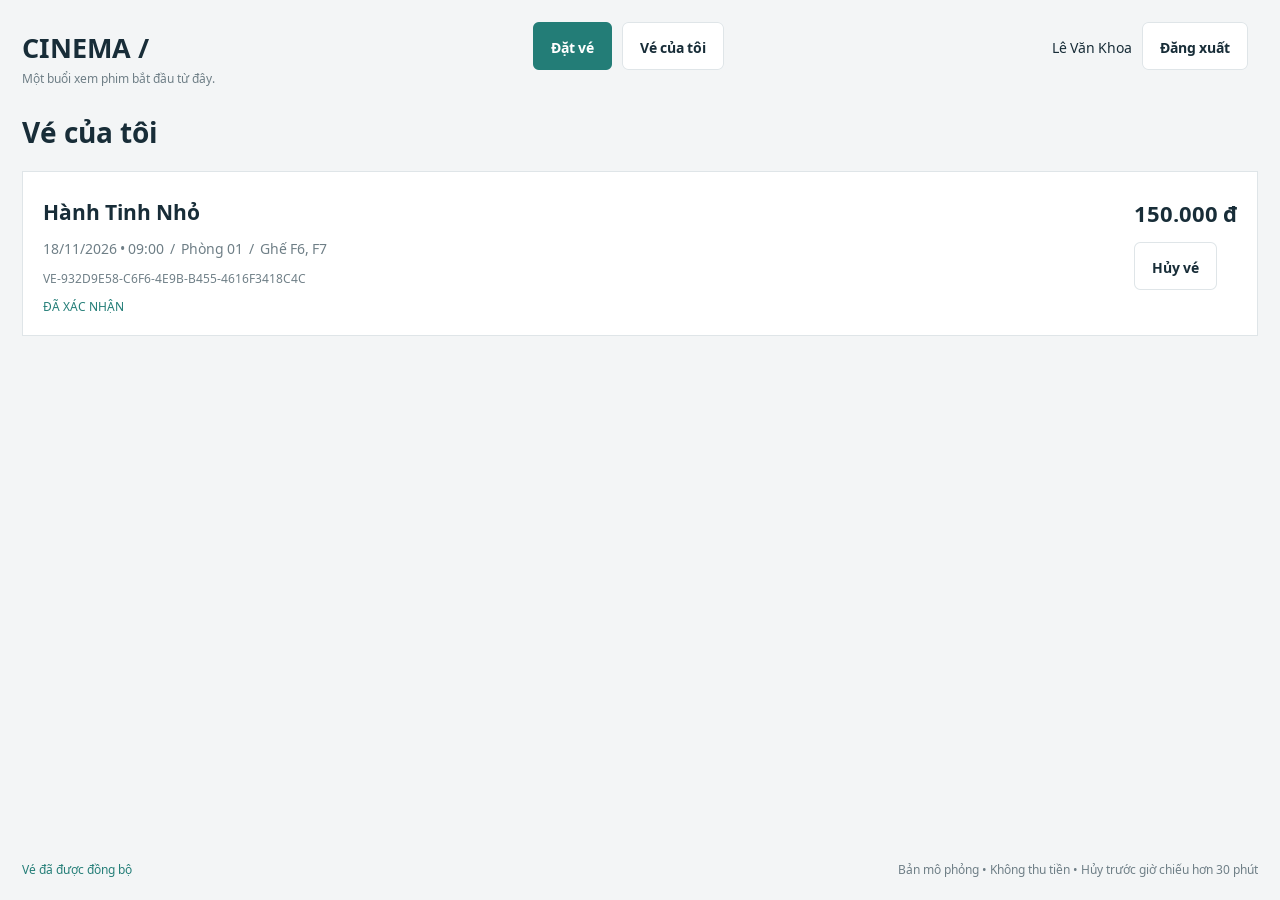 CINEMA /
Một buổi xem phim bắt đầu từ đây.
Đặt vé
Vé của tôi
Lê Văn Khoa
Đăng xuất
Vé của tôi
Hành Tinh Nhỏ
18/11/2026 • 09:00 / Phòng 01 / Ghế F6, F7
VE-932D9E58-C6F6-4E9B-B455-4616F3418C4C
ĐÃ XÁC NHẬN
150.000 đ
Hủy vé
Vé đã được đồng bộ
Bản mô phỏng • Không thu tiền • Hủy trước giờ chiếu hơn 30 phút